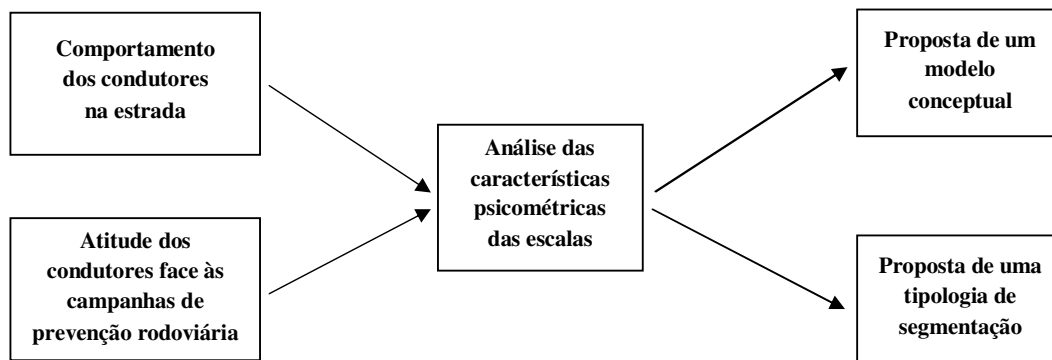 Comportamento
dos condutores
na estrada
Atitude dos
condutores face às
campanhas de
prevenção rodoviária
Análise das
características
psicométricas
das escalas
Proposta de um
modelo
conceptual
Proposta de uma
tipologia de
segmentação